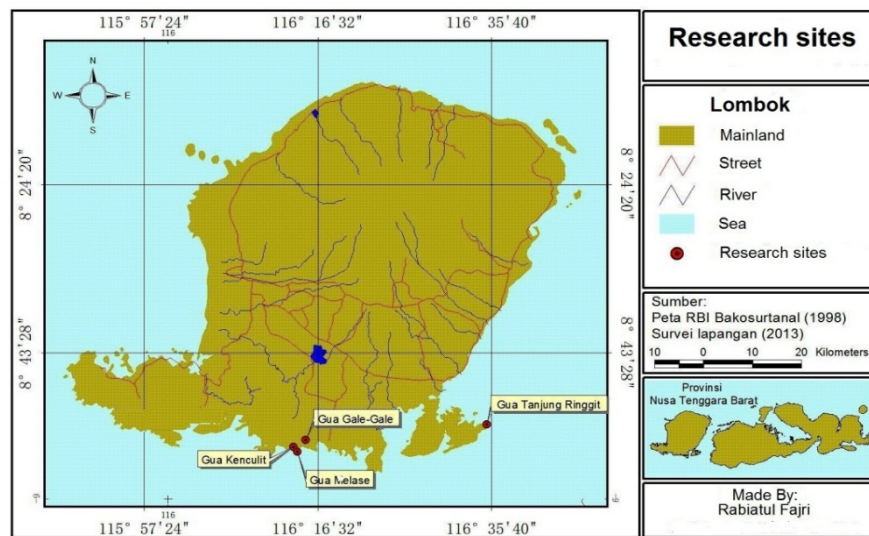 115° 57'24"
116° 16'32"
116° 35'40"
116
N
W
E
S
8° 24'20"
8° 24'20"
8° 43'28"
8° 43'28"
Gua Gale-Gale
Gua Tanjung Ringgit
Gua Kenculit
Gua Melase
-9
-9
116
115° 57'24"
116° 16'32"
116° 35'40"
Research sites
Lombok
Mainland
Street
River
Sea
Research sites
Sumber:
Peta RBI Bakosurtanal (1998)
Survei lapangan (2013)
10 0 10 20 Kilometers
Provinsi
Nusa Tenggara Barat
Made By:
Rabiatul Fajri